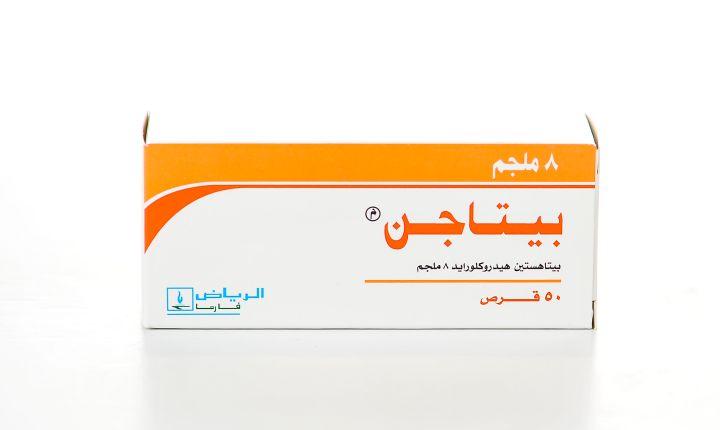 ٨ ملجم
بيتاجن م
بيتاهستين هيدروكلورايد ٨ ملجم
٥٠ قرص
الرياض
فارما